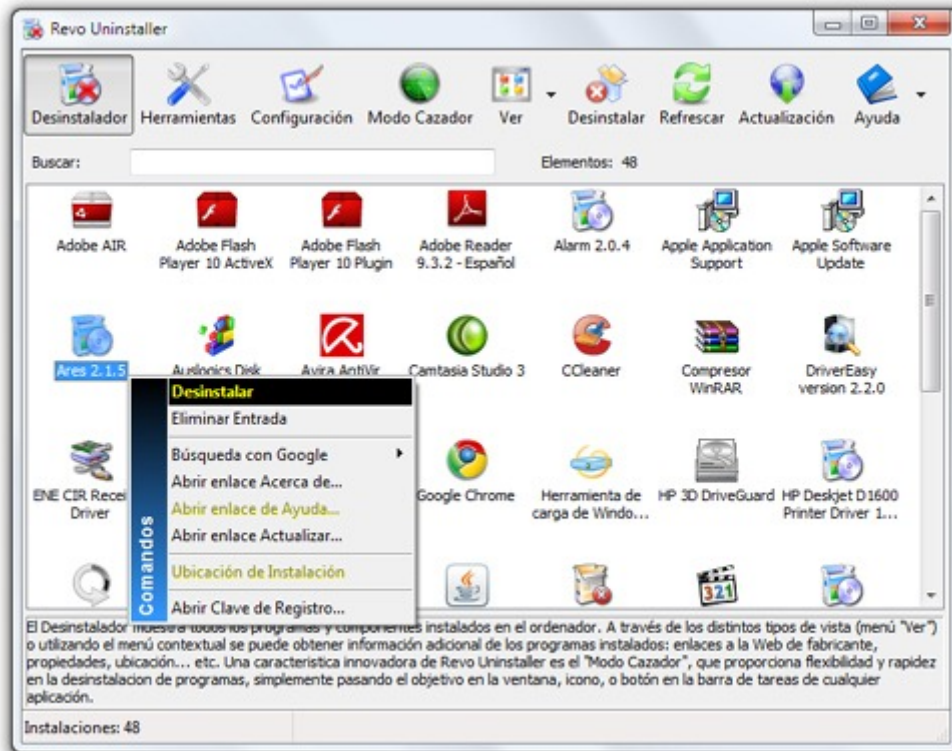 Revo Uninstaller
Desinstalador Herramientas Configuración Modo Cazador Ver Desinstalar Refrescar Actualización Ayuda
Buscar: Elementos: 48
Adobe AIR Adobe Flash Adobe Flash Adobe Reader Alarm 2.0.4 Apple Application Apple Software
Player 10 ActiveX Player 10 Plugin 9.3.2 - Español Support Update
Ares 2.1.5 Auslogics Disk Avira AntiVir Camtasia Studio 3 CCleaner Compresor DriverEasy
WinRAR version 2.2.0
Desinstalar
Eliminar Entrada
Búsqueda con Google
Abrir enlace Acerca de...
Abrir enlace de Ayuda...
Abrir enlace Actualizar...
Ubicación de Instalación
Abrir Clave de Registro...
Comandos
ENE CIR Recei Google Chrome Herramienta de HP 3D DriveGuard HP Deskjet D1600
Driver carga de Windo... Printer Driver 1...
321
El Desinstalador muestra todos los programas y componentes instalados en el ordenador. A través de los distintos tipos de vista (menú "Ver")
o utilizando el menú contextual se puede obtener información adicional de los programas instalados: enlaces a la Web de fabricante,
propiedades, ubicación... etc. Una caracteristica innovadora de Revo Uninstaller es el "Modo Cazador", que proporciona flexibilidad y rapidez
en la desinstalacion de programas, simplemente pasando el objetivo en la ventana, icono, o botón en la barra de tareas de cualquier
aplicación.
Instalaciones: 48